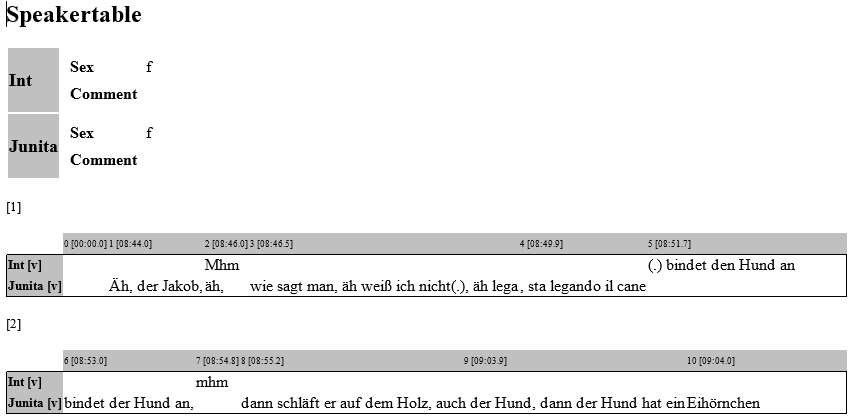 Speakertable
Int
Sex f
Comment
Junita
Sex f
Comment
[1]
0 [00:00.0] 1 [08:44.0] 2 [08:46.0] 3 [08:46.5] 4 [08:49.9] 5 [08:51.7]
Int [v] Mhm (.) bindet den Hund an
Junita [v] Äh, der Jakob, äh, wie sagt man, äh weiß ich nicht(.), äh lega , sta legando il cane
[2]
6 [08:53.0] 7 [08:54.8] 8 [08:55.2] 9 [09:03.9] 10 [09:04.0]
Int [v] mhm
Junita [v] bindet der Hund an, dann schläft er auf dem Holz, auch der Hund, dann der Hund hat ein Eihörnchen